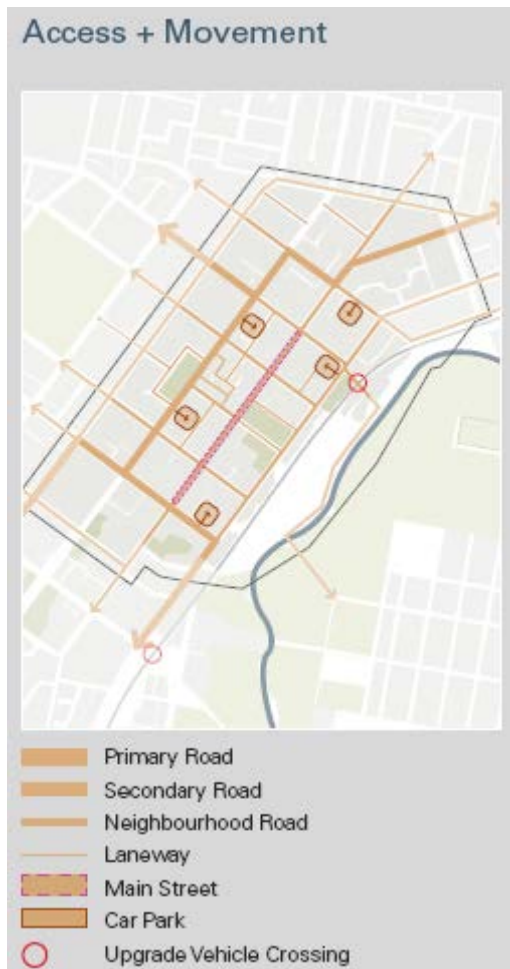 Access + Movement
Primary Road
Secondary Road
Neighbourhood Road
Laneway
Main Street
Car Park
Upgrade Vehicle Crossing